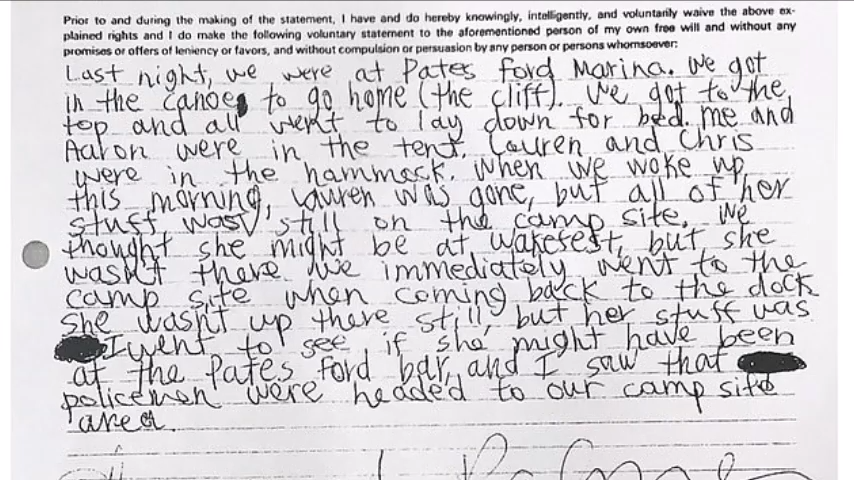 Prior to and during the making of the statement, I have and do hereby knowingly, intelligently, and voluntarily waive the above ex-
plained rights and I do make the following voluntary statement to the aforementioned person of my own free will and without any
promises or offers of leniency or favors, and without compulsion or persuasion by any person or persons whomsoever:
Last night, we were at Pates Ford Marina. We got
in the canoe to go home (the cliff). We got to the
top and all went to lay down for bed. me and
Aaron were in the tent. Lauren and Chris
were in the hammock. When we woke up
this morning, Lauren was gone, but all of her
stuff was still on the camp site. We
thought she might be at wakefest, but she
wasn't there we immediately went to the
camp site when coming back to the dock
she wasn't up there still, but her stuff was
I went to see if she might have been
at the Pates Ford bar, and I saw that
policemen were headed to our camp site
area.